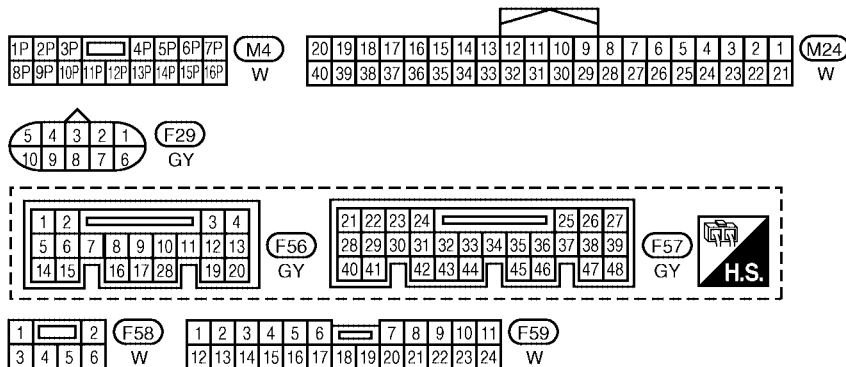 1P 2P 3P 4P 5P 6P 7P M4
8P 9P 10P 11P 12P 13P 14P 15P 16P W
20 19 18 17 16 15 14 13 12 11 10 9 8 7 6 5 4 3 2 1 M24
40 39 38 37 36 35 34 33 32 31 30 29 28 27 26 25 24 23 22 21 W
5 4 3 2 1 F29
10 9 8 7 6 GY
1 2 3 4
5 6 7 8 9 10 11 12 13 F56
14 15 16 17 28 19 20 GY
21 22 23 24 25 26 27
28 29 30 31 32 33 34 35 36 37 38 39 F57
40 41 42 43 44 45 46 47 48 GY
H.S.
1 2 F58
3 4 5 6 W
1 2 3 4 5 6 7 8 9 10 11 F59
12 13 14 15 16 17 18 19 20 21 22 23 24 W